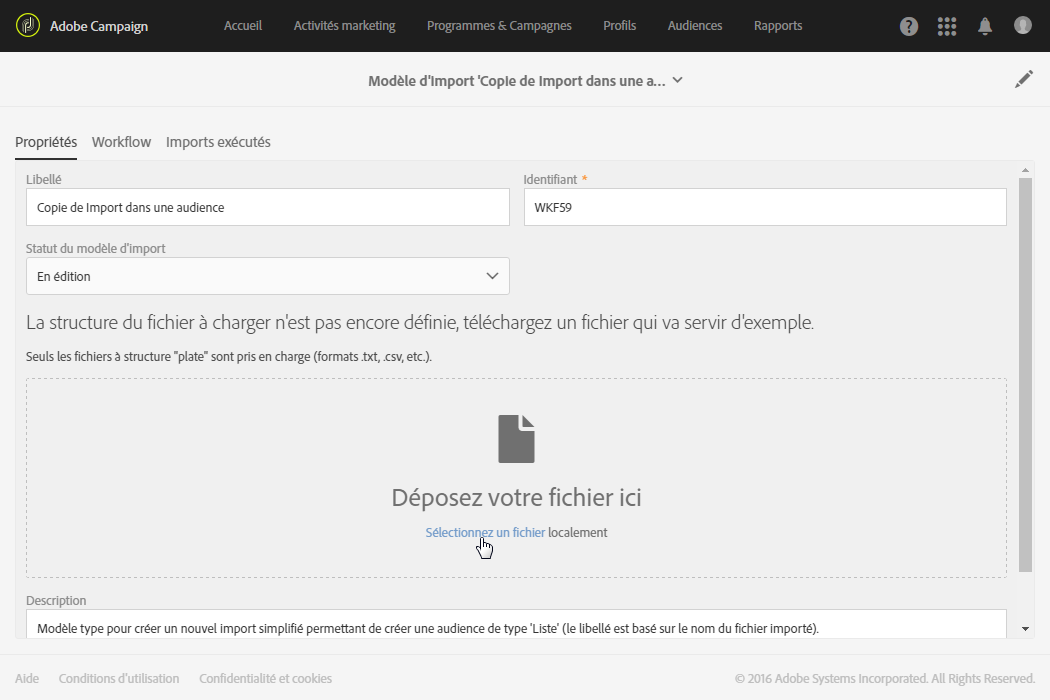 Adobe Campaign
Accueil Activités marketing Programmes & Campagnes Profils Audiences Rapports
Modèle d'Import 'Copie de Import dans une a...
Propriétés Workflow Imports exécutés
Libellé Identifiant *
Copie de Import dans une audience WKF59
Statut du modèle d'import
En édition
La structure du fichier à charger n'est pas encore définie, téléchargez un fichier qui va servir d'exemple.
Seuls les fichiers à structure "plate" sont pris en charge (formats .txt, .csv, etc.).
Déposez votre fichier ici
Sélectionnez un fichier localement
Description
Modèle type pour créer un nouvel import simplifié permettant de créer une audience de type 'Liste' (le libellé est basé sur le nom du fichier importé).
Aide Conditions d'utilisation Confidentialité et cookies © 2016 Adobe Systems Incorporated. All Rights Reserved.